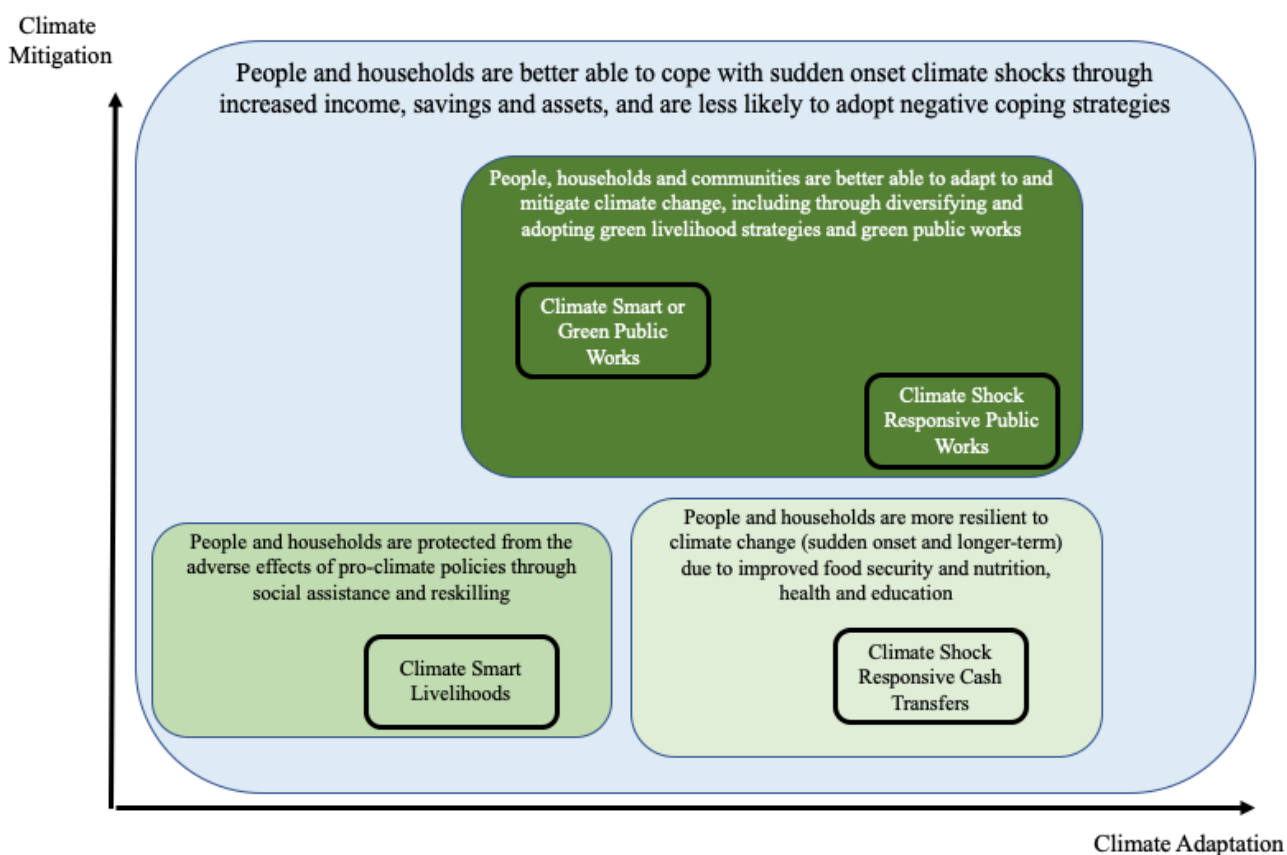 Climate
Mitigation
People and households are better able to cope with sudden onset climate shocks through
increased income, savings and assets, and are less likely to adopt negative coping strategies
People, households and communities are better able to adapt to and
mitigate climate change, including through diversifying and
adopting green livelihood strategies and green public works
Climate Smart or
Green Public
Works
Climate Shock
Responsive Public
Works
People and households are protected from the
adverse effects of pro-climate policies through
social assistance and reskilling
Climate Smart
Livelihoods
People and households are more resilient to
climate change (sudden onset and longer-term)
due to improved food security and nutrition,
health and education
Climate Shock
Responsive Cash
Transfers
Climate Adaptation